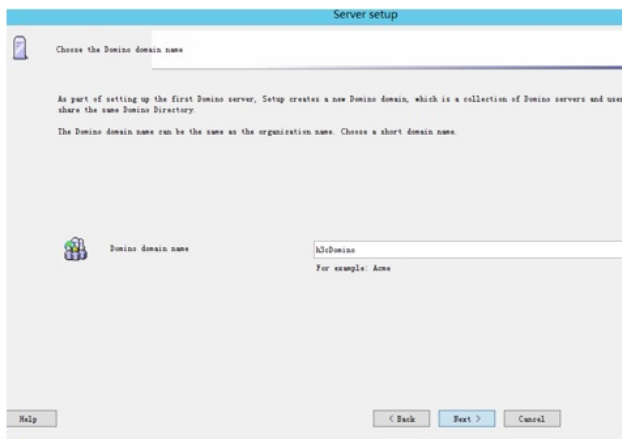 Server setup
Choose the Domino domain name
As part of setting up the first Domino server, Setup creates a new Domino domain, which is a collection of Domino servers and
share the same Domino Directory.
The Domino domain name can be the same as the organization name. Choose a short domain name.
Domino domain name
h3cDomino
For example: Acme
Help
< Back
Next >
Cancel